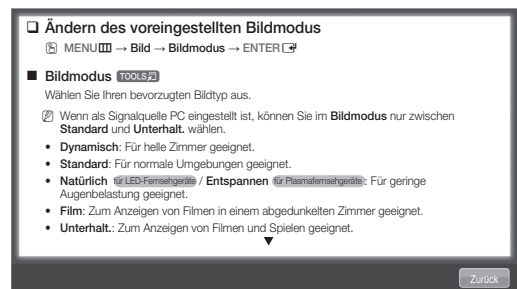 ❑ Ändern des voreingestellten Bildmodus
MENU → Bild → Bildmodus → ENTER
■ Bildmodus TOOLS
Wählen Sie Ihren bevorzugten Bildtyp aus.
Wenn als Signalquelle PC eingestellt ist, können Sie im Bildmodus nur zwischen
Standard und Unterhalt. wählen.
• Dynamisch: Für helle Zimmer geeignet.
• Standard: Für normale Umgebungen geeignet.
• Natürlich für LED-Fernsehgeräte / Entspannen für Plasmafernsehgeräte: Für geringe
Augenbelastung geeignet.
• Film: Zum Anzeigen von Filmen in einem abgedunkelten Zimmer geeignet.
• Unterhalt.: Zum Anzeigen von Filmen und Spielen geeignet.
▼
Zurück